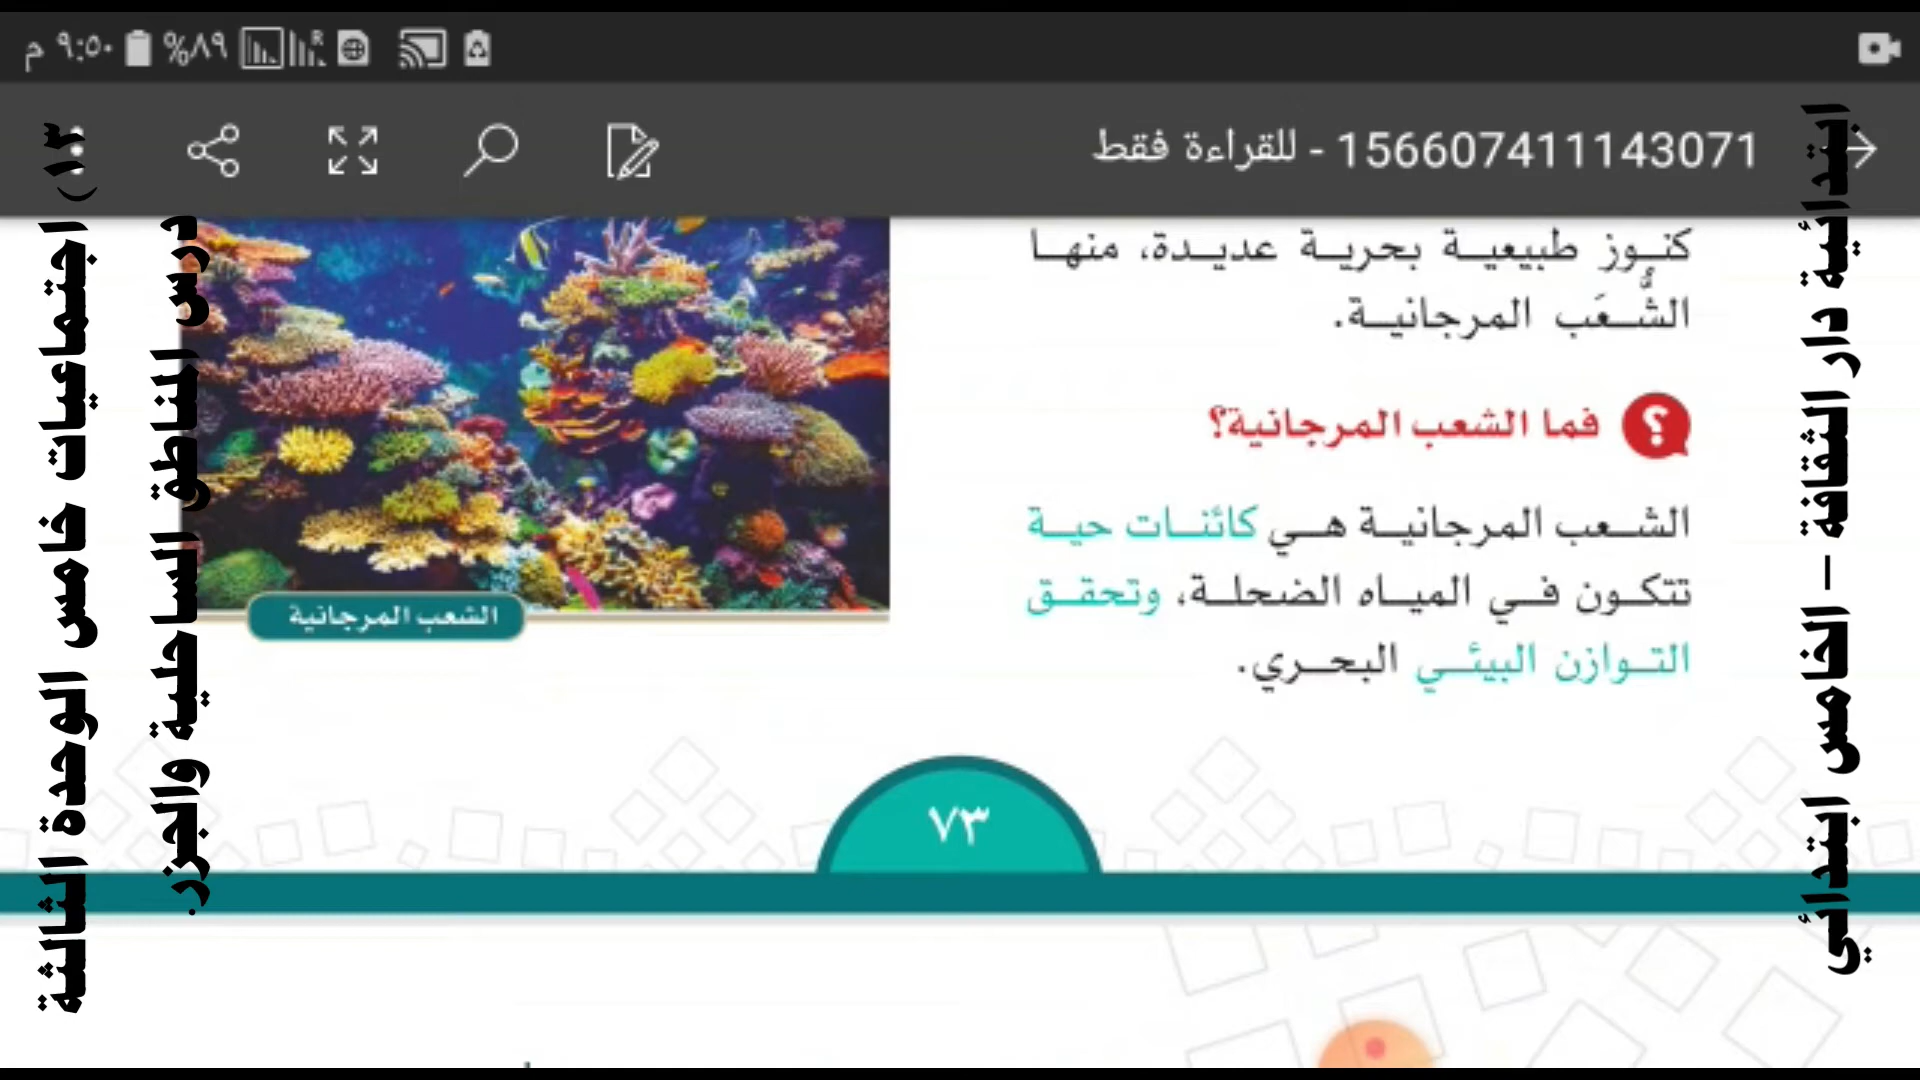 ٩:٥٠ م
%٨٩
156607411143071 - للقراءة فقط
كنوز طبيعية بحرية عديدة، منها
الشُّعَب المرجانية.
؟ فما الشعب المرجانية؟
الشعب المرجانية هي كائنات حية
تتكون في المياه الضحلة، وتحقق
التوازن البيئي البحري.
الشعب المرجانية
٧٣
١٣) اجتماعيات خامس الوحدة الثالثة
درس المناطق الساحلية والجزر.
ابتدائية دار الثقافة – الخامس ابتدائي